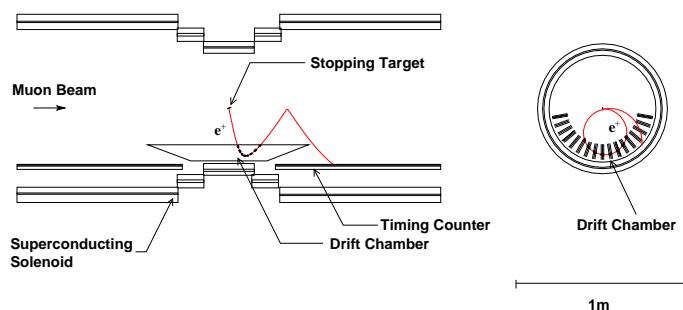 Stopping Target
Muon Beam
e+
Timing Counter
Drift Chamber
Superconducting
Solenoid
e+
Drift Chamber
1m